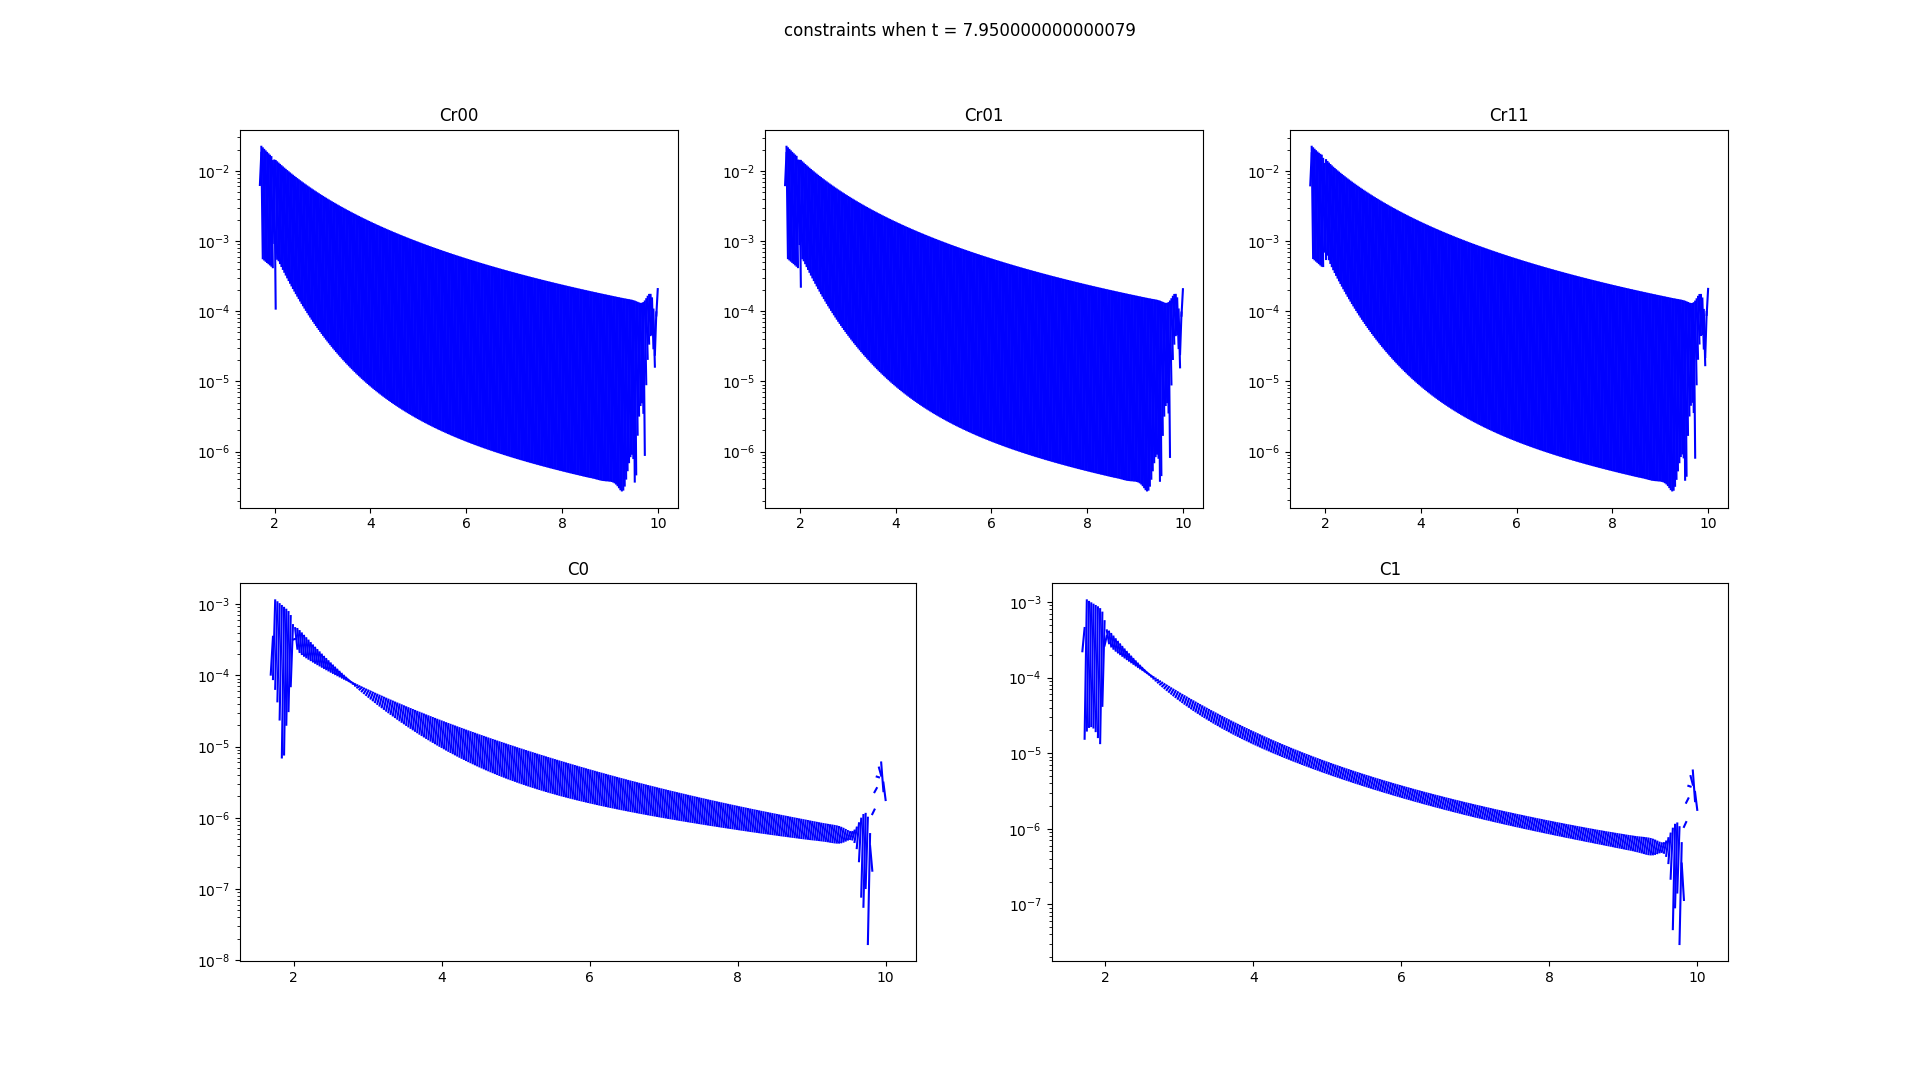 constraints when t = 7.950000000000079
Cr00 Cr01 Cr11
10⁻² 10⁻² 10⁻²
10⁻³ 10⁻³ 10⁻³
10⁻⁴ 10⁻⁴ 10⁻⁴
10⁻⁵ 10⁻⁵ 10⁻⁵
10⁻⁶ 10⁻⁶ 10⁻⁶
2 4 6 8 10 2 4 6 8 10 2 4 6 8 10
C0 C1
10⁻³ 10⁻³
10⁻⁴ 10⁻⁴
10⁻⁵ 10⁻⁵
10⁻⁶ 10⁻⁶
10⁻⁷ 10⁻⁷
10⁻⁸
2 4 6 8 10 2 4 6 8 10